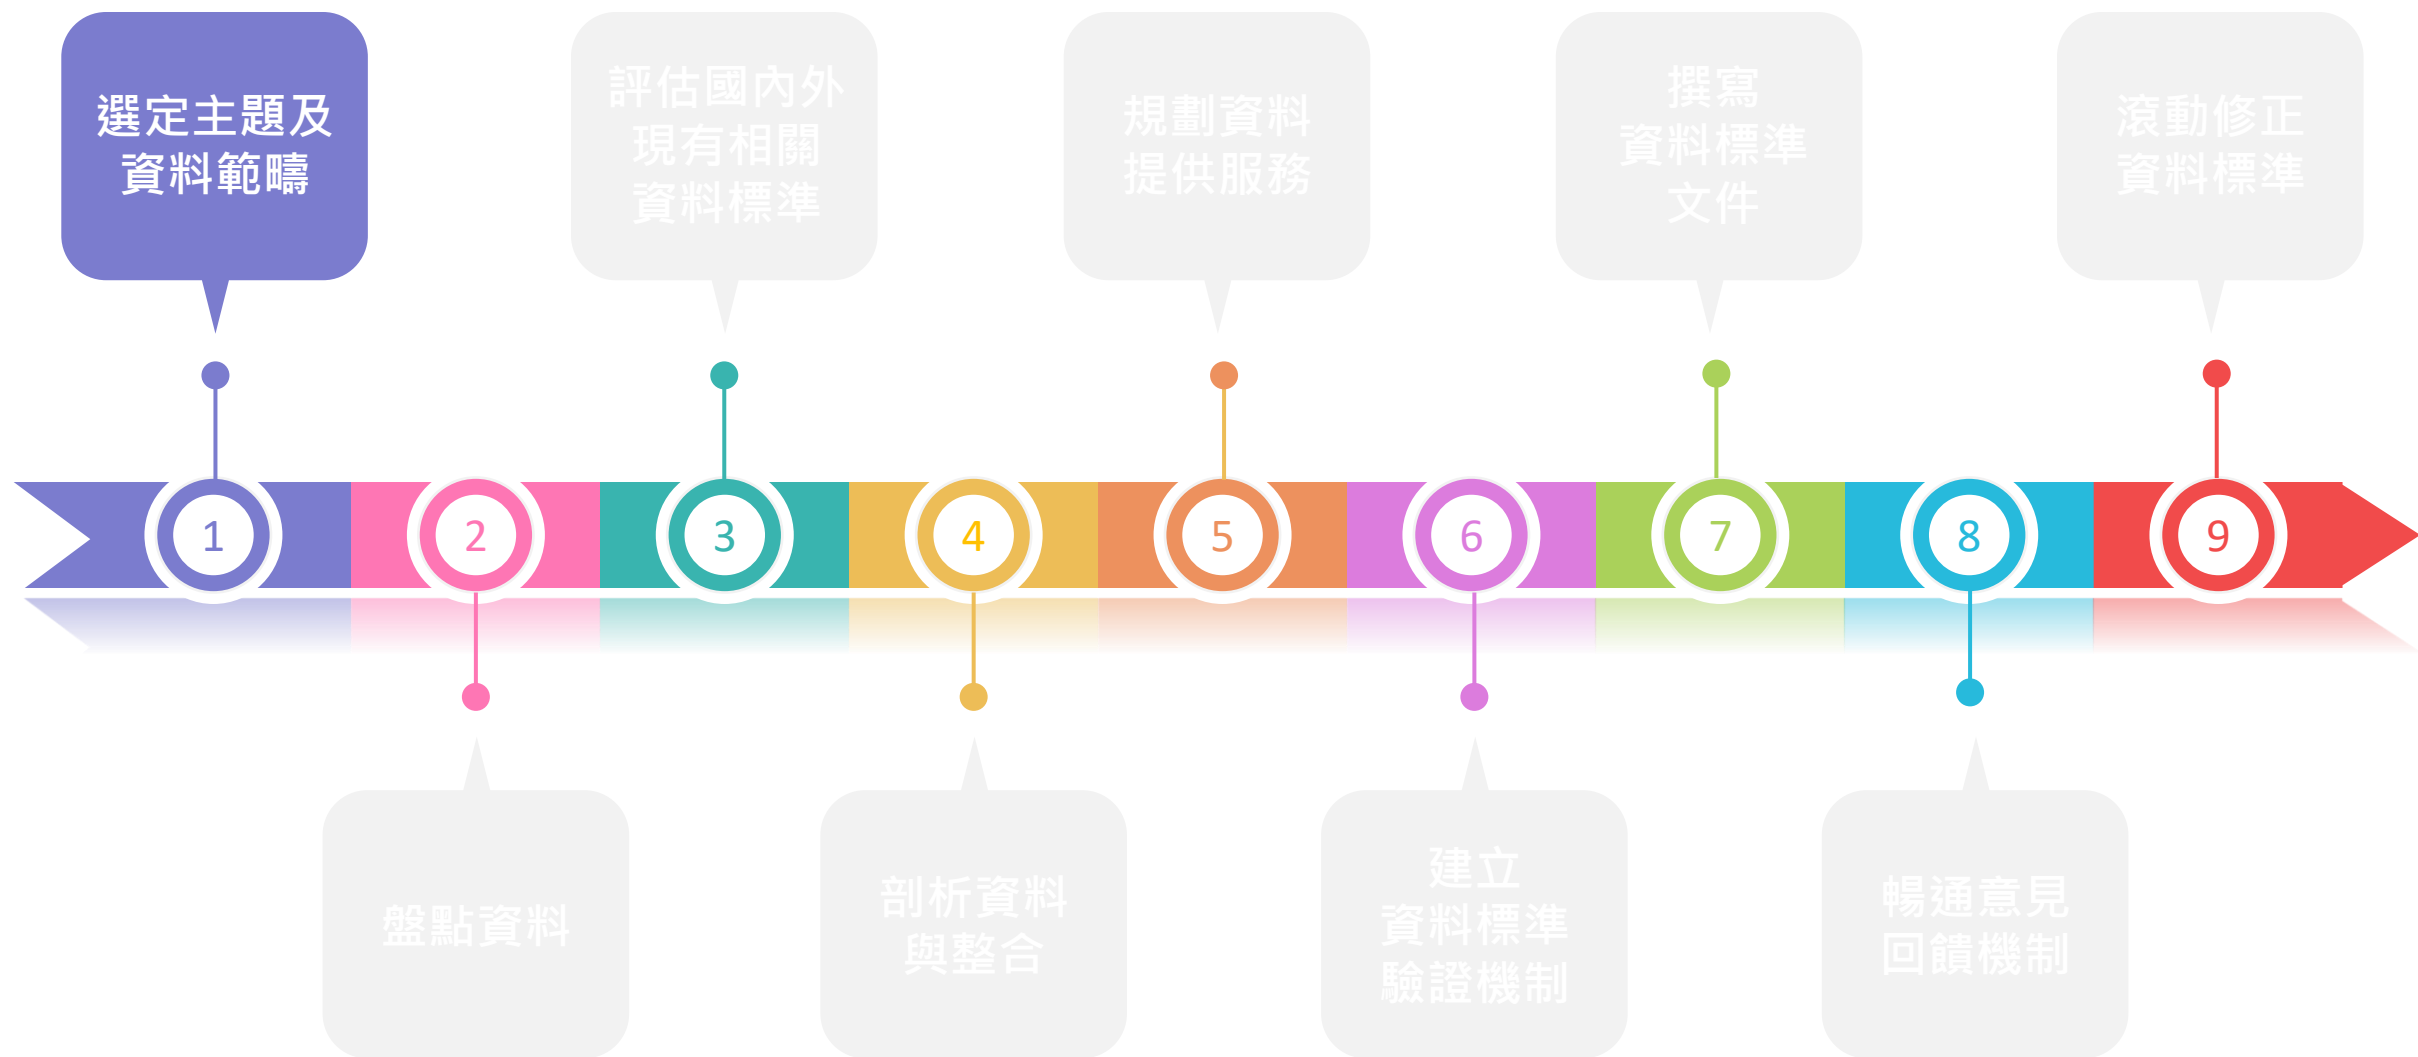 選定主題及
資料範疇
評估國內外
現有相關
資料標準
規劃資料
提供服務
撰寫
資料標準
文件
滾動修正
資料標準
1
2
3
4
5
6
7
8
9
盤點資料
剖析資料
與整合
建立
資料標準
驗證機制
暢通意見
回饋機制